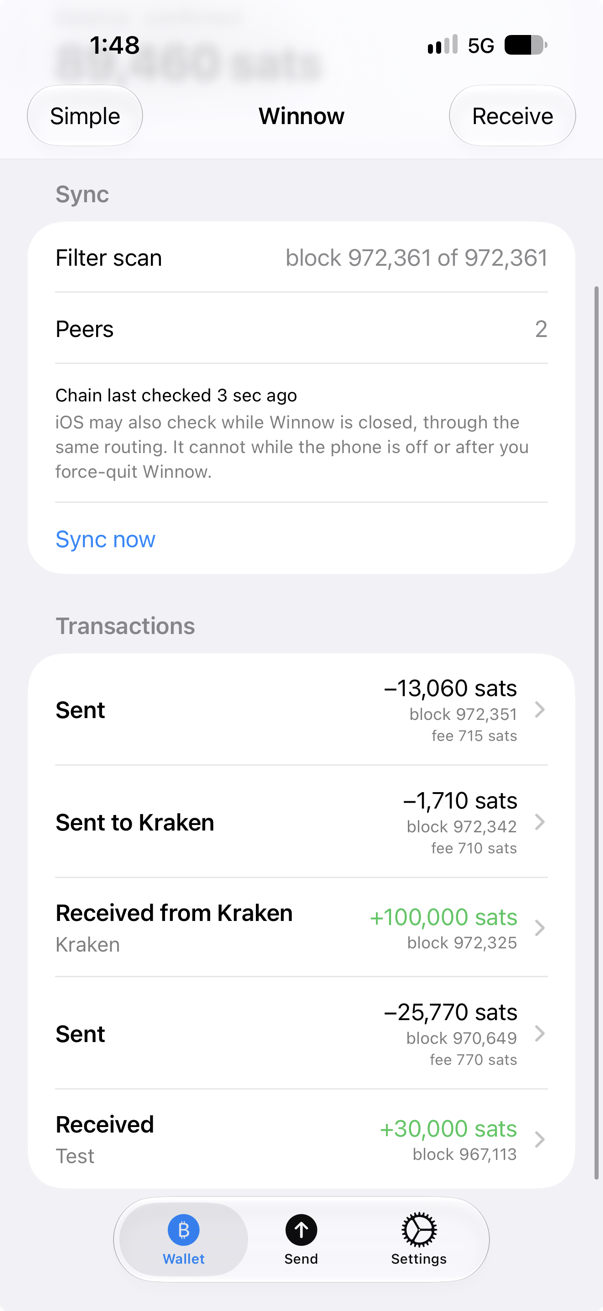 1:48
5G
89,460 sats
Simple
Winnow
Receive
Sync
Filter scan
block 972,361 of 972,361
Peers
2
Chain last checked 3 sec ago
iOS may also check while Winnow is closed, through the
same routing. It cannot while the phone is off or after you
force-quit Winnow.
Sync now
Transactions
Sent
–13,060 sats
block 972,351
fee 715 sats
Sent to Kraken
–1,710 sats
block 972,342
fee 710 sats
Received from Kraken
Kraken
+100,000 sats
block 972,325
Sent
–25,770 sats
block 970,649
fee 770 sats
Received
Test
+30,000 sats
block 967,113
Wallet
Send
Settings